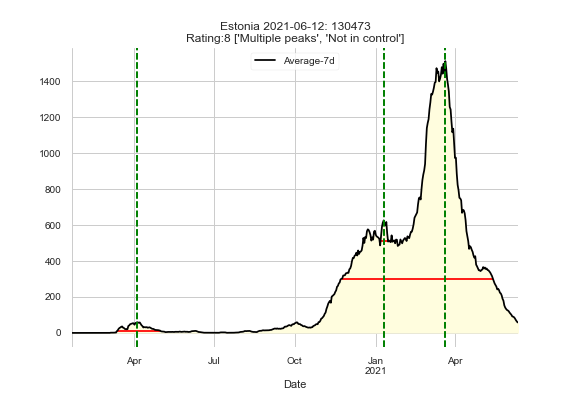 Estonia 2021-06-12: 130473
Rating:8 ['Multiple peaks', 'Not in control']
Average-7d
1400
1200
1000
800
600
400
200
0
Apr Jul Oct Jan Apr
2021
Date